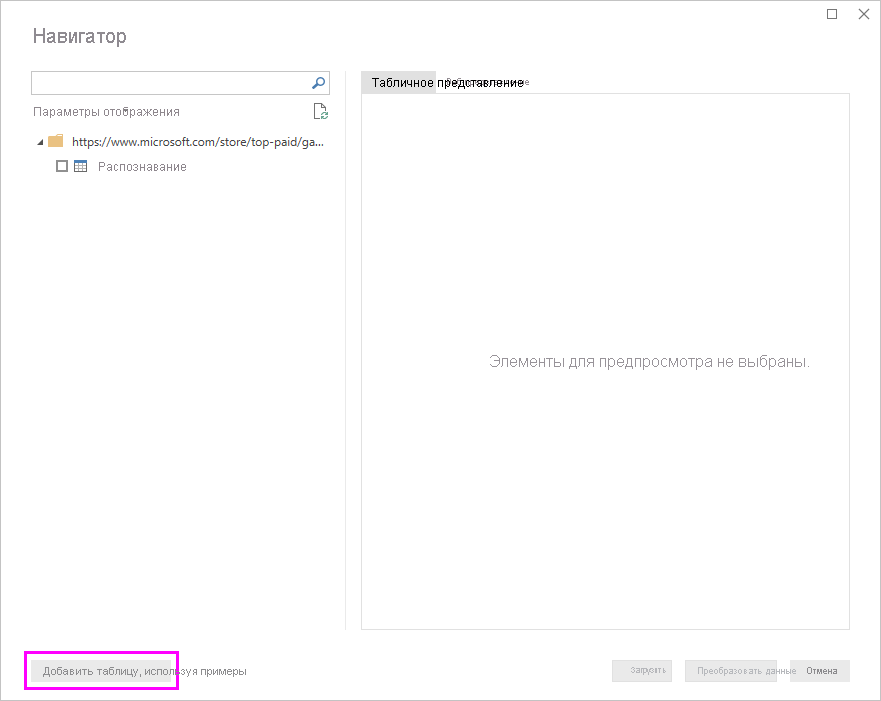 Навигатор
Табличное представление
Параметры отображения
https://www.microsoft.com/store/top-paid/ga...
Распознавание
Элементы для предпросмотра не выбраны.
Добавить таблицу, используя примеры
Загрузить
Преобразовать данные
Отмена